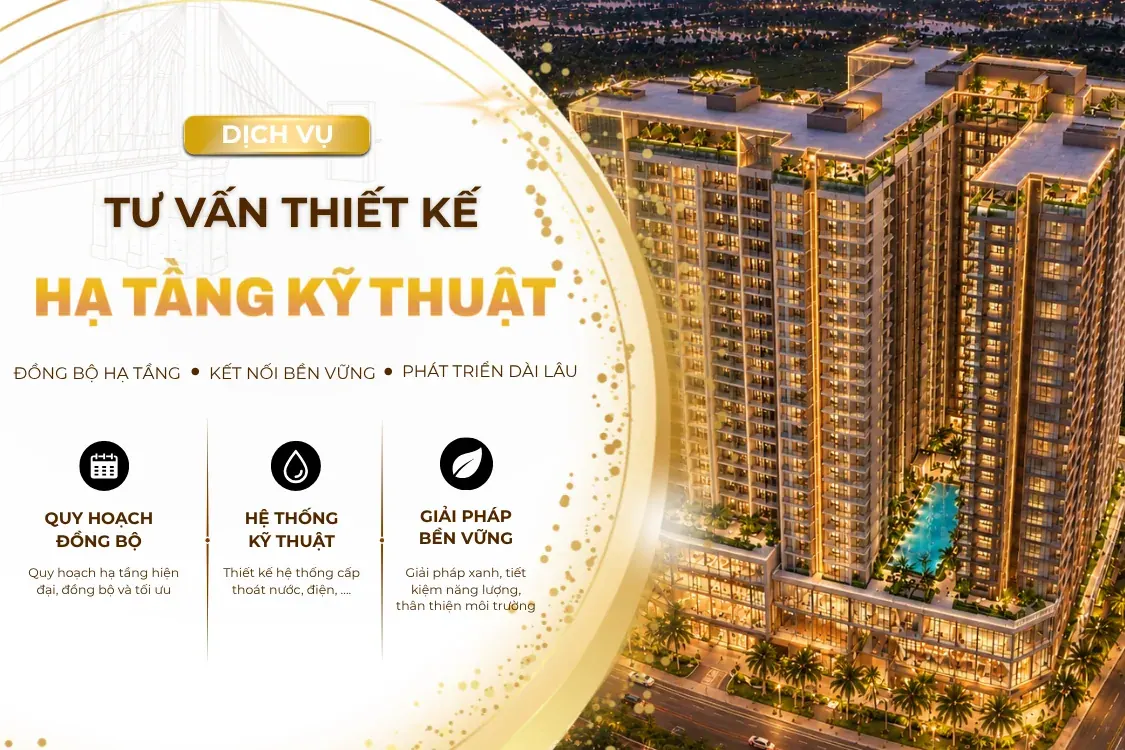 DỊCH VỤ
TƯ VẤN THIẾT KẾ
HẠ TẦNG KỸ THUẬT
ĐỒNG BỘ HẠ TẦNG • KẾT NỐI BỀN VỮNG • PHÁT TRIỂN DÀI LÂU
QUY HOẠCH
ĐỒNG BỘ
Quy hoạch hạ tầng hiện
đại, đồng bộ và tối ưu
HỆ THỐNG
KỸ THUẬT
Thiết kế hệ thống cấp
thoát nước, điện, ....
GIẢI PHÁP
BỀN VỮNG
Giải pháp xanh, tiết
kiệm năng lượng,
thân thiện môi trường